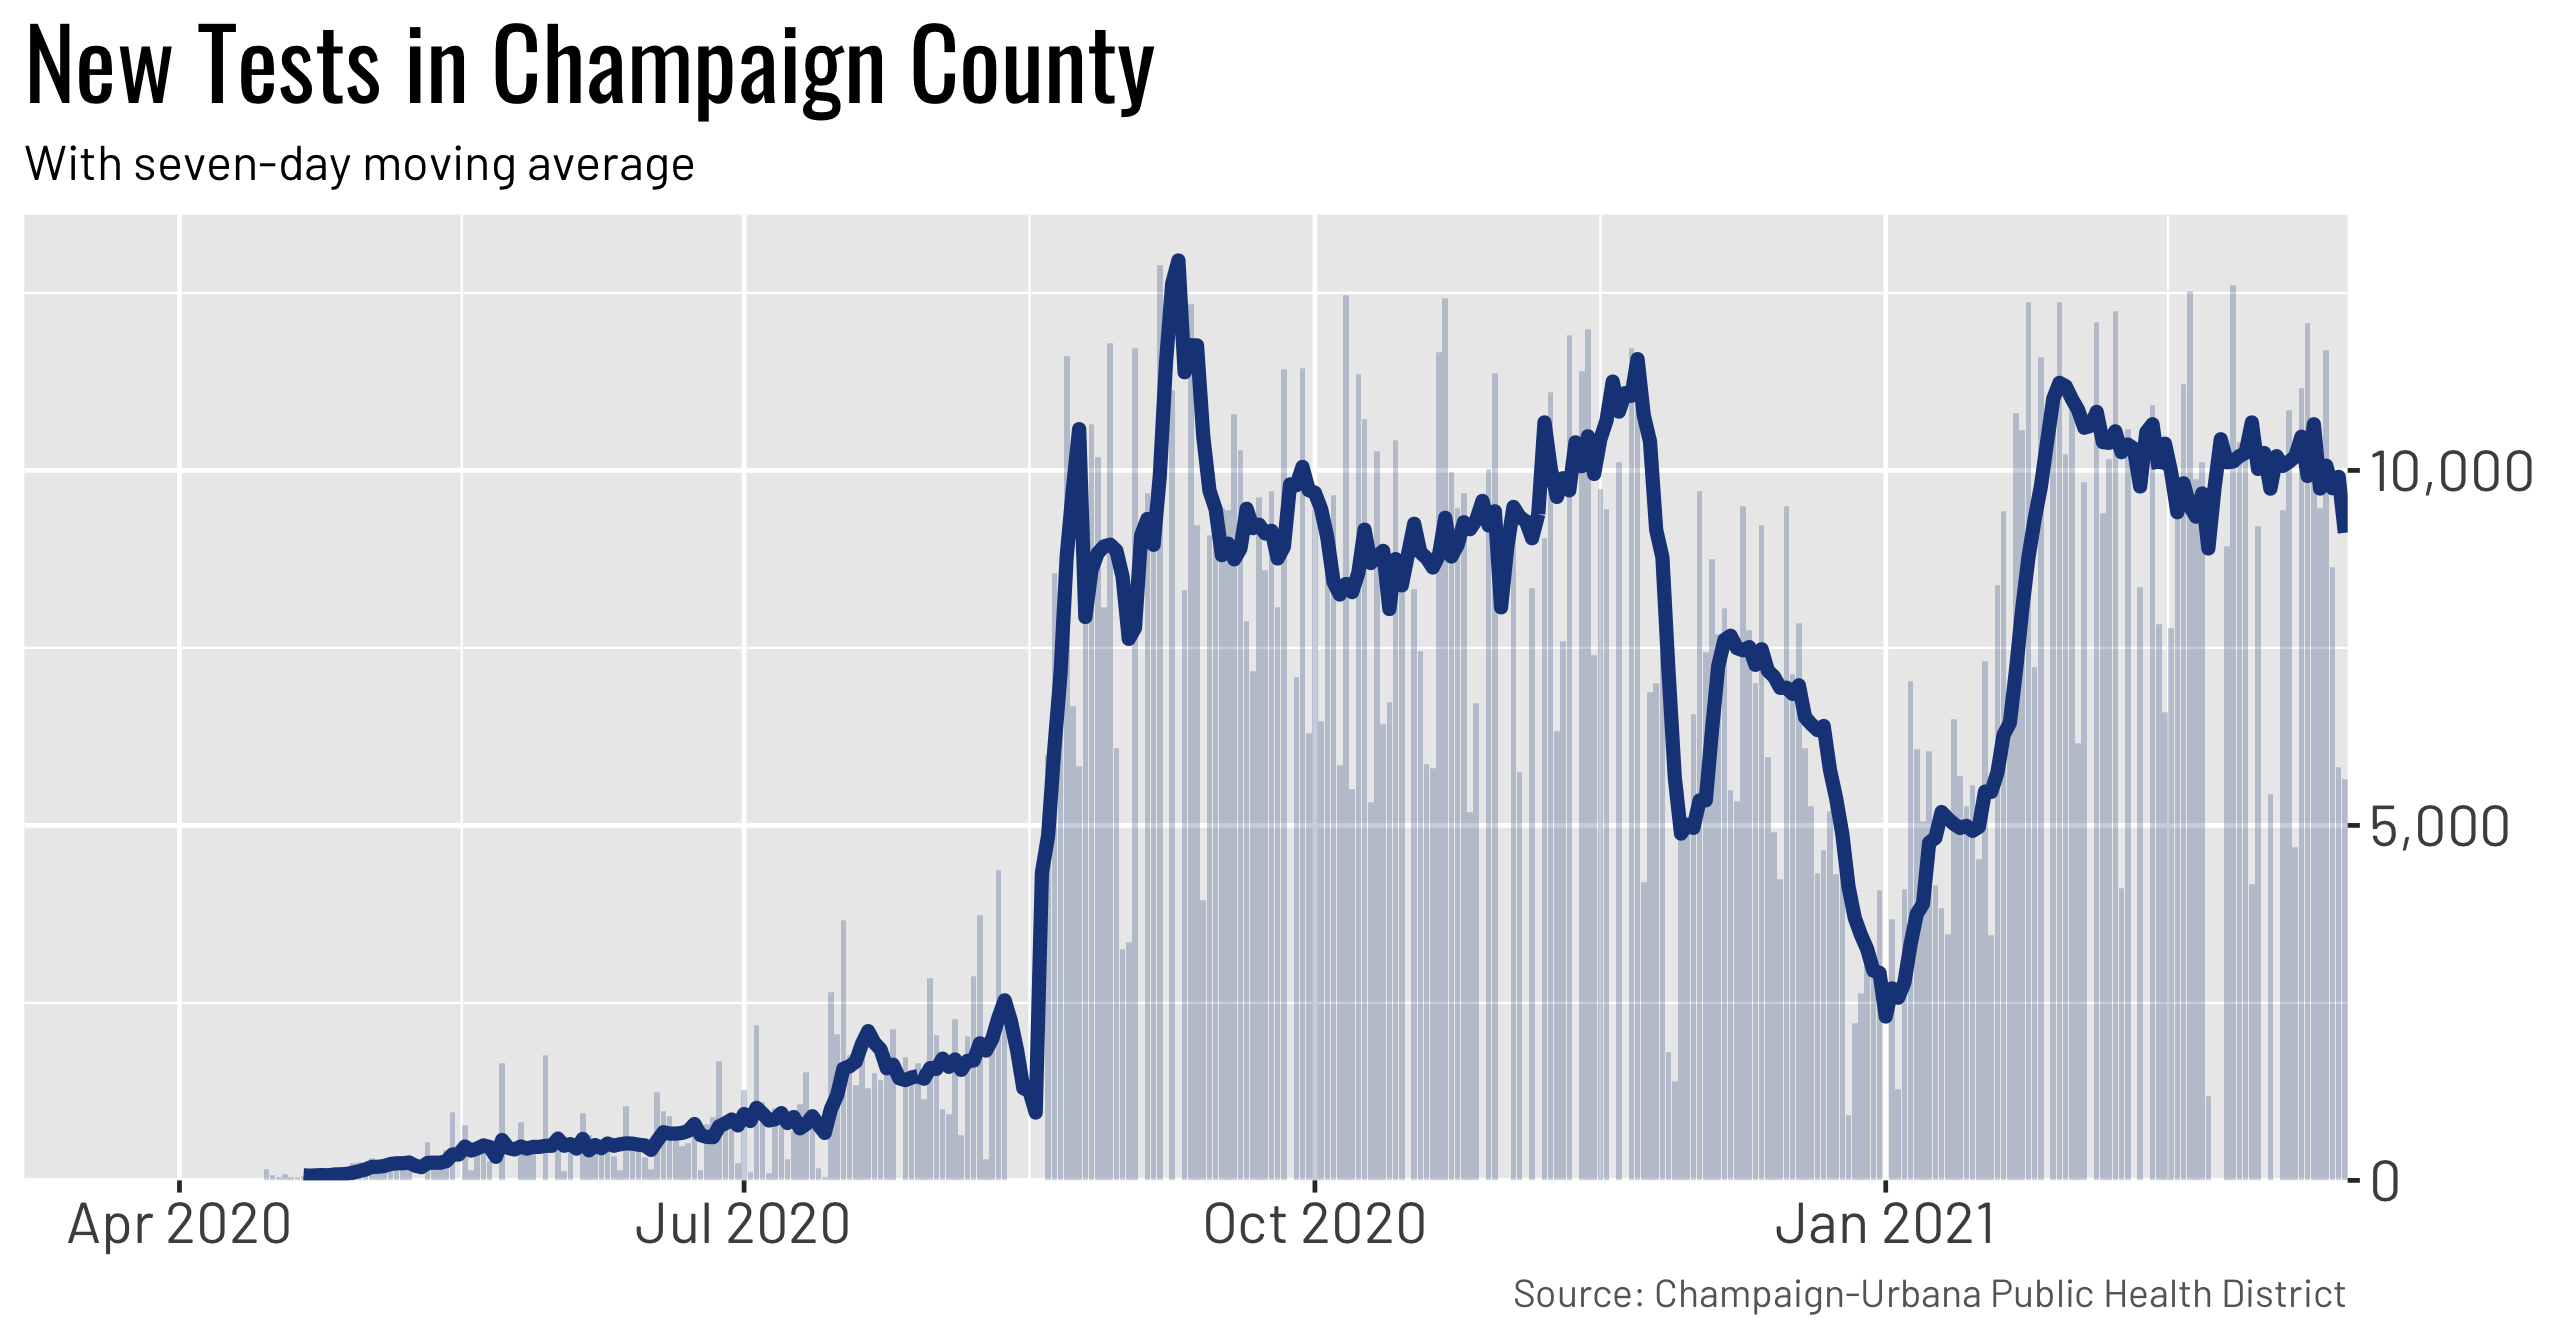 New Tests in Champaign County
With seven-day moving average
10,000
5,000
0
Apr 2020 Jul 2020 Oct 2020 Jan 2021
Source: Champaign-Urbana Public Health District